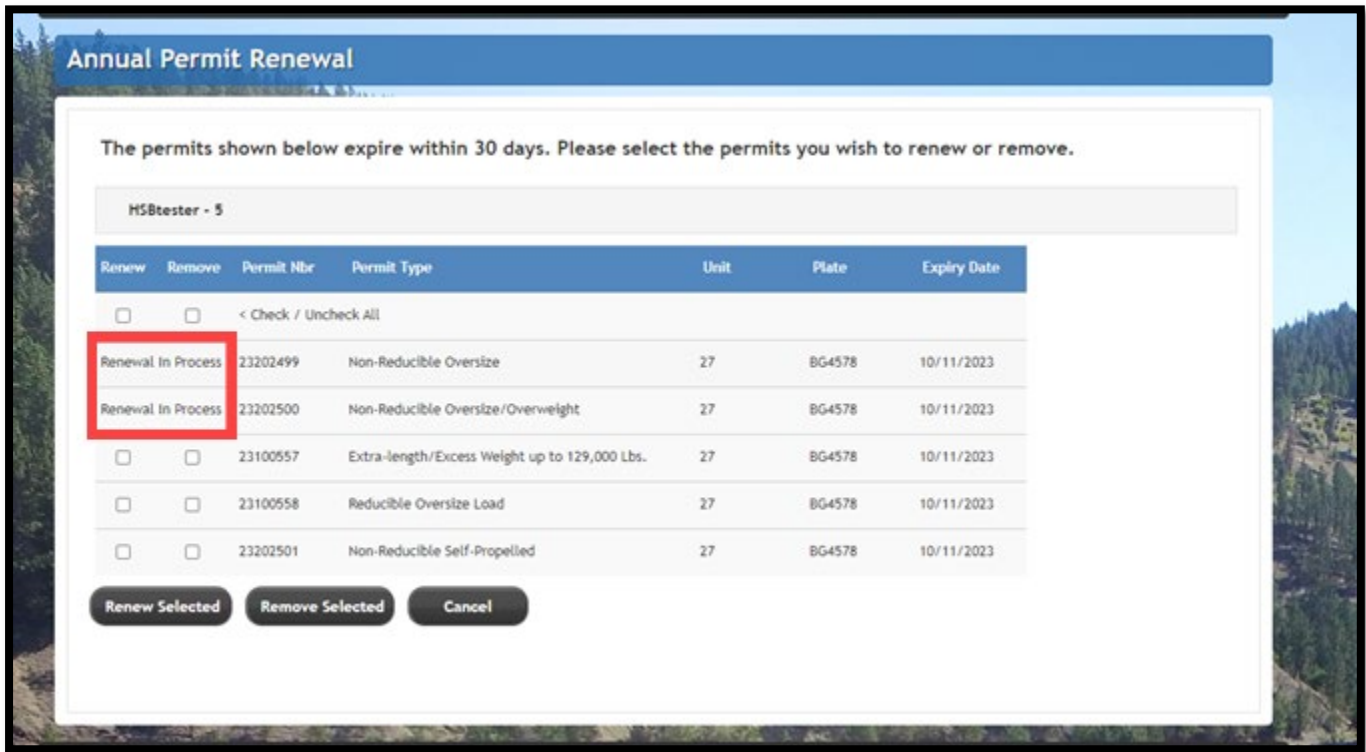 Annual Permit Renewal
The permits shown below expire within 30 days. Please select the permits you wish to renew or remove.
HSBtester - 5
Renew Remove Permit Nbr Permit Type Unit Plate Expiry Date
< Check / Uncheck All
Renewal In Process 23202499 Non-Reducible Oversize 27 BG4578 10/11/2023
Renewal In Process 23202500 Non-Reducible Oversize/Overweight 27 BG4578 10/11/2023
23100557 Extra-length/Excess Weight up to 129,000 Lbs. 27 BG4578 10/11/2023
23100558 Reducible Oversize Load 27 BG4578 10/11/2023
23202501 Non-Reducible Self-Propelled 27 BG4578 10/11/2023
Renew Selected Remove Selected Cancel